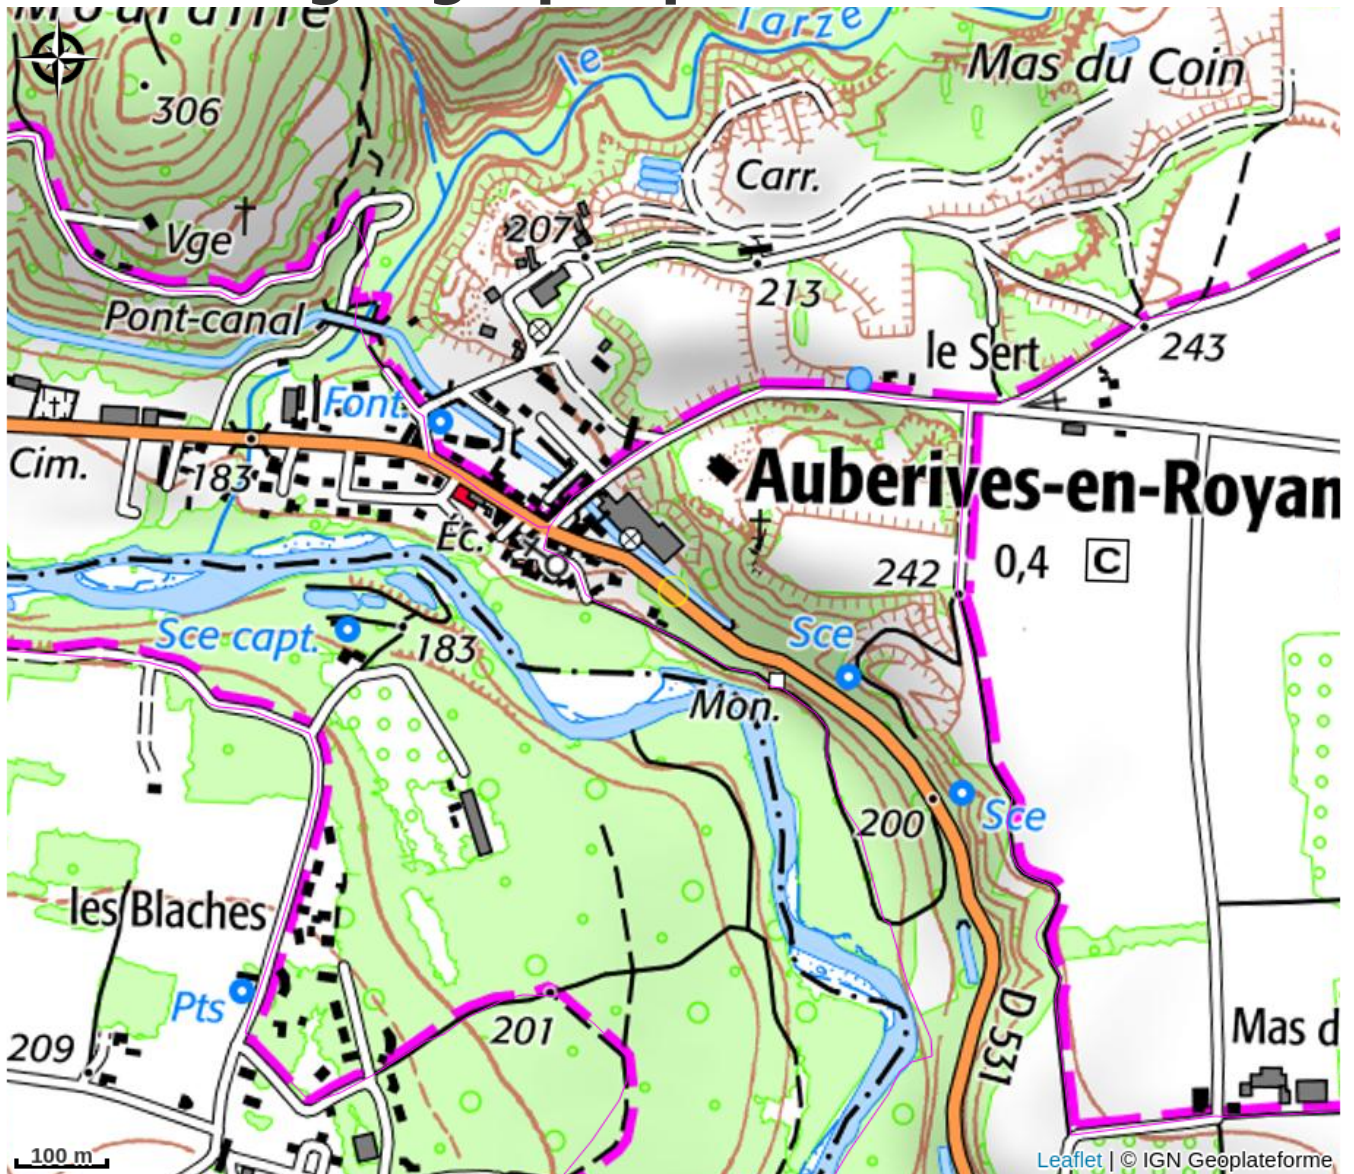 le Tarze
Mas du Coin
306
Carr.
Vge
207
Pont-canal
213
le Sert
243
Font.
Cim.
183
Auberives-en-Royan
Éc.
242
0,4 C
Sce capt.
183
Sce
Mon.
200
Sce
les Blaches
Pts
201
209
D 531
Mas d
100 m
Leaflet | © IGN Geoplateforme